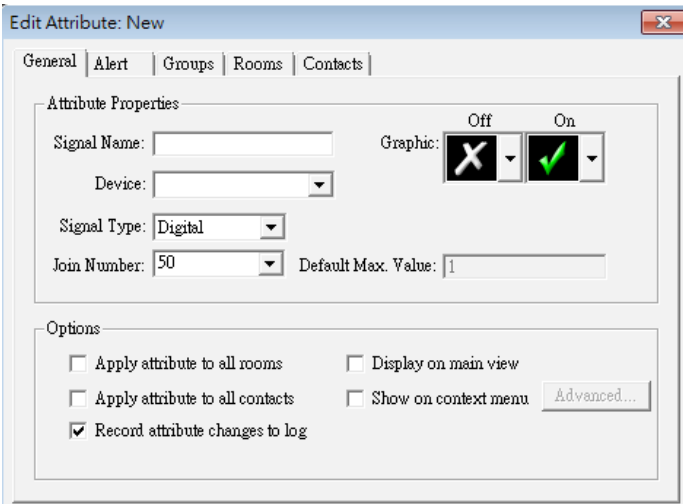 Edit Attribute: New
General Alert Groups Rooms Contacts
Attribute Properties
Off On
Signal Name: Graphic:
Device:
Signal Type: Digital
Join Number: 50 Default Max. Value: 1
Options
Apply attribute to all rooms Display on main view
Apply attribute to all contacts Show on context menu Advanced...
Record attribute changes to log